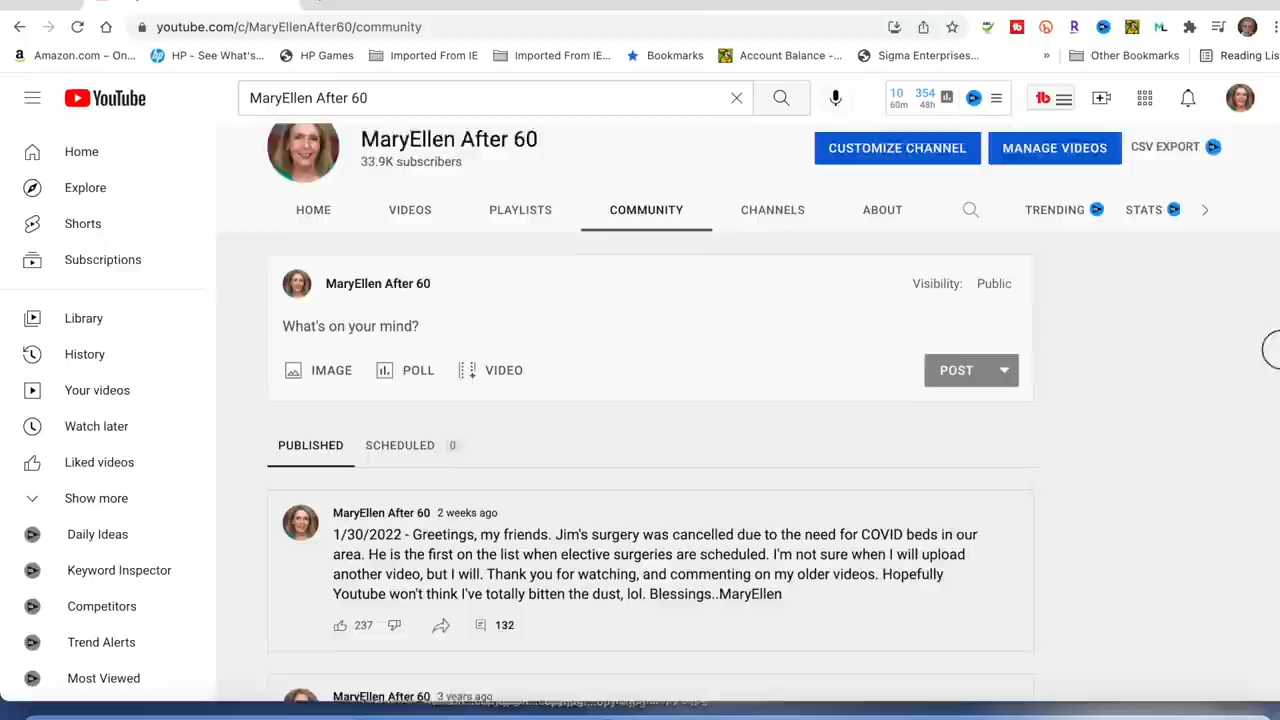 youtube.com/c/MaryEllenAfter60/community
Amazon.com – On... HP - See What's... HP Games Imported From IE Imported From IE... Bookmarks Account Balance -... Sigma Enterprises... » Other Bookmarks Reading Lis
YouTube MaryEllen After 60 10 60m 354 48h tb
MaryEllen After 60
33.9K subscribers
CUSTOMIZE CHANNEL MANAGE VIDEOS CSV EXPORT
HOME VIDEOS PLAYLISTS COMMUNITY CHANNELS ABOUT TRENDING STATS
Home
Explore
Shorts
Subscriptions
Library
History
Your videos
Watch later
Liked videos
Show more
Daily Ideas
Keyword Inspector
Competitors
Trend Alerts
Most Viewed
MaryEllen After 60 Visibility: Public
What's on your mind?
IMAGE POLL VIDEO POST
PUBLISHED SCHEDULED 0
MaryEllen After 60 2 weeks ago
1/30/2022 - Greetings, my friends. Jim's surgery was cancelled due to the need for COVID beds in our
area. He is the first on the list when elective surgeries are scheduled. I'm not sure when I will upload
another video, but I will. Thank you for watching, and commenting on my older videos. Hopefully
Youtube won't think I've totally bitten the dust, lol. Blessings..MaryEllen
237 132
MaryEllen After 60 3 years ago